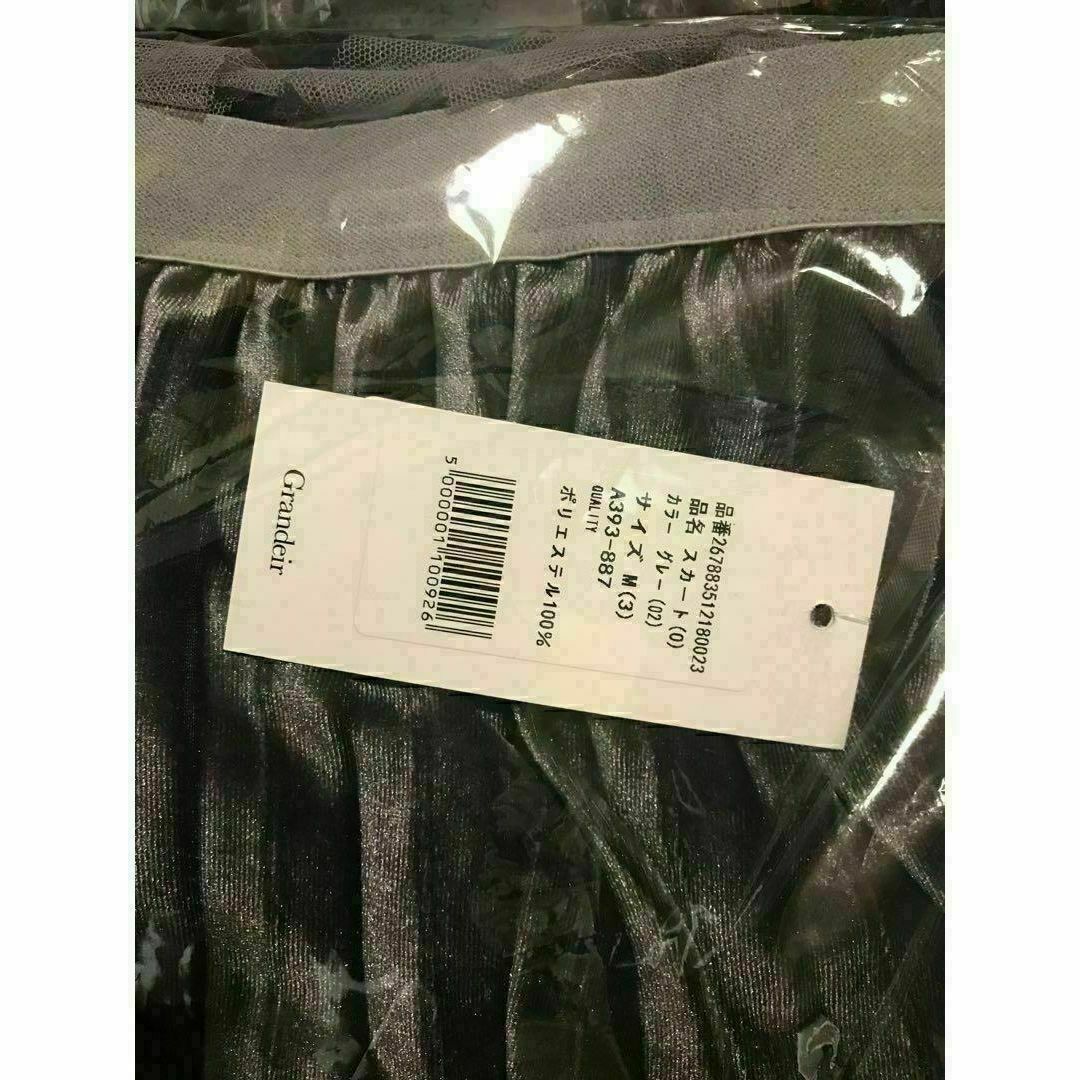 品番267883512180023
品名 スカート(0)
カラー グレー(02)
サイズ M(3)
A393-887
QUALITY
ポリエステル100%
5 000001 100926
Grandeir